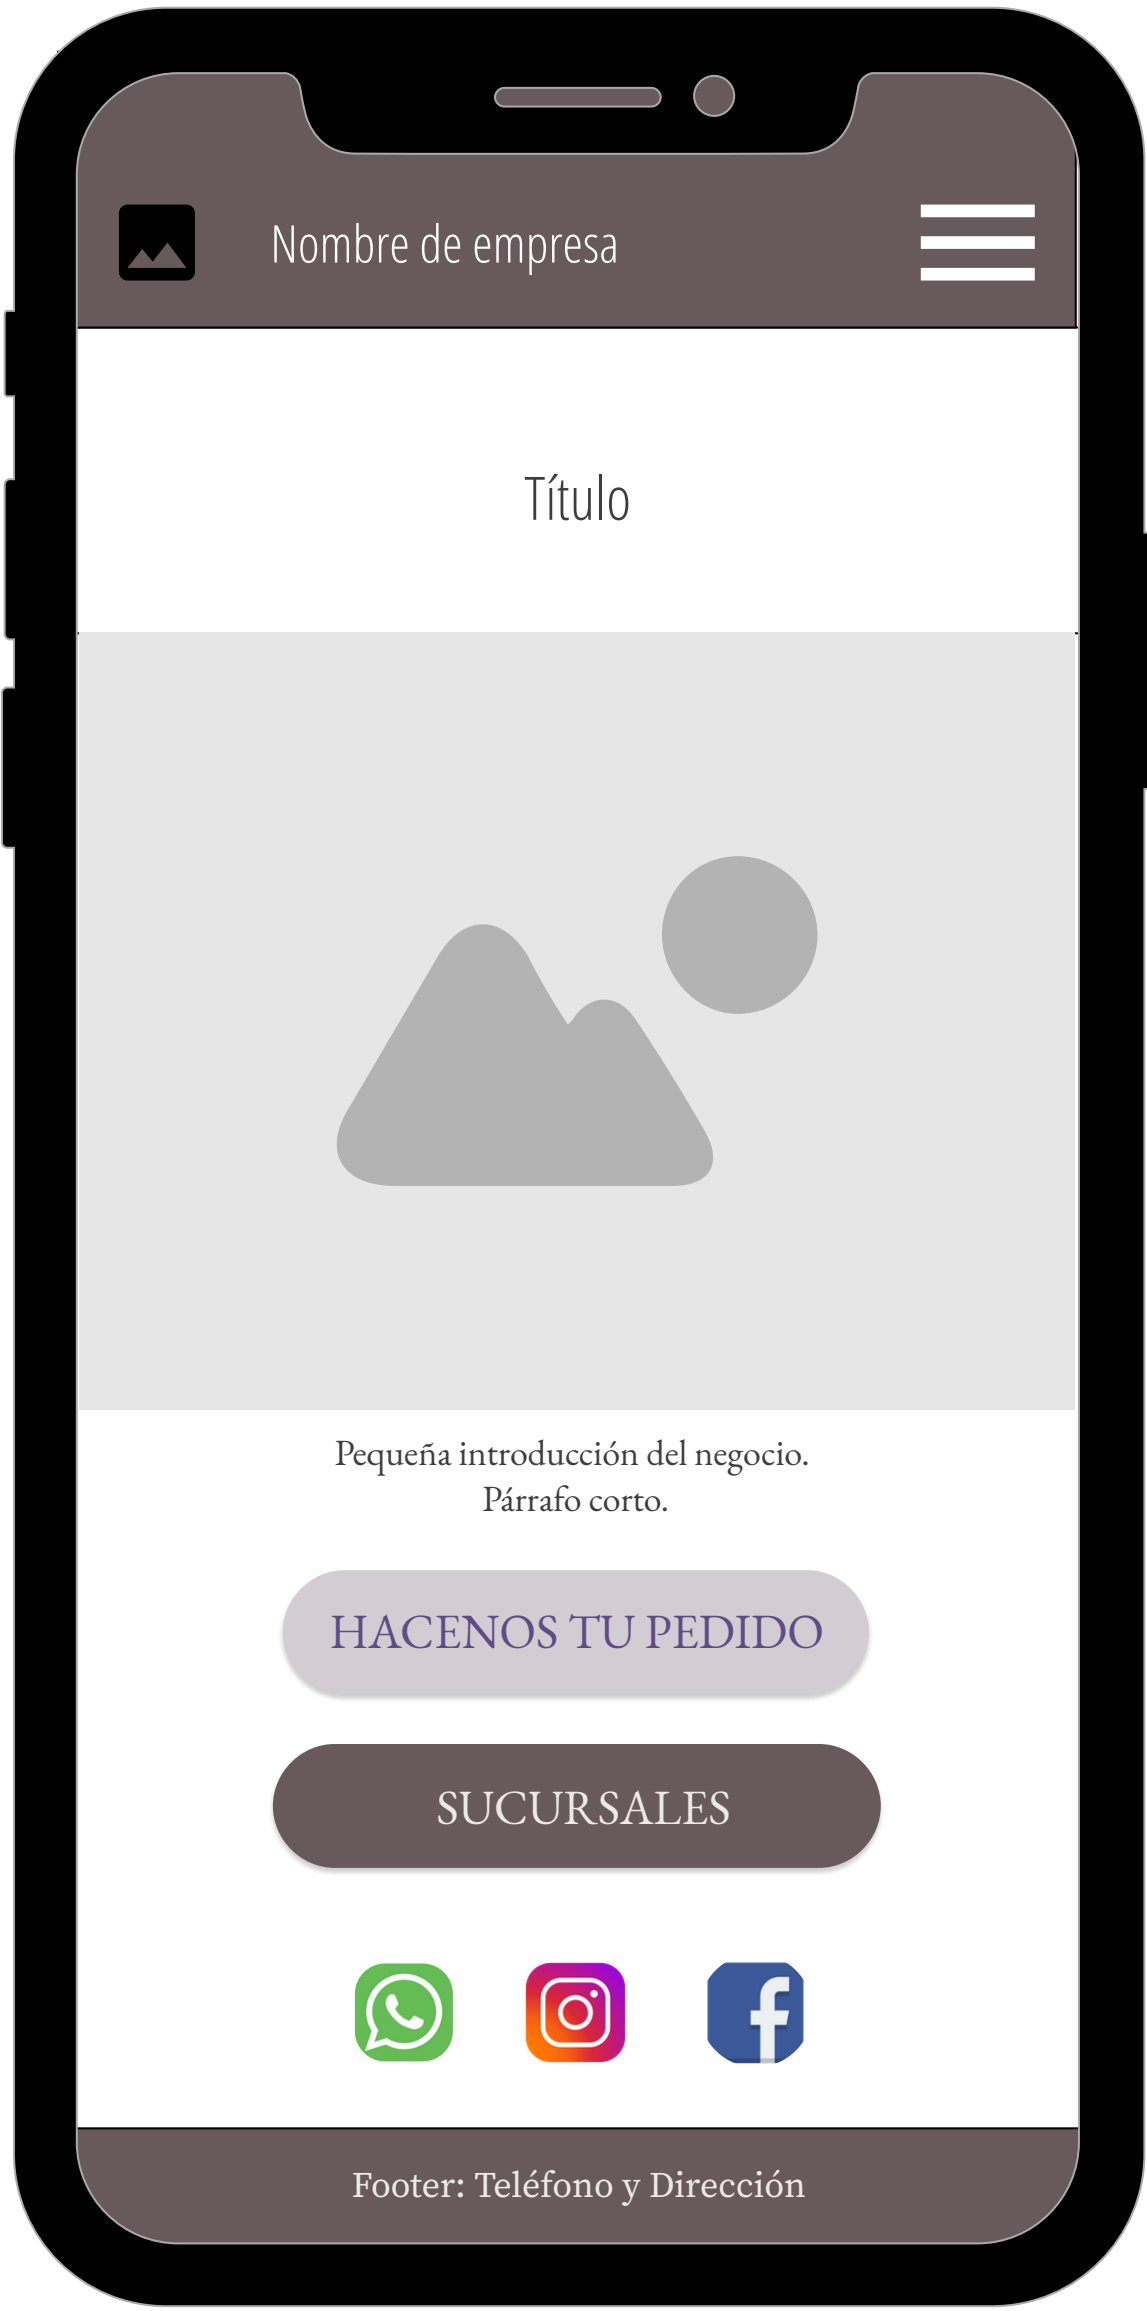 Nombre de empresa
Título
Pequeña introducción del negocio.
Párrafo corto.
HACENOS TU PEDIDO
SUCURSALES
Footer: Teléfono y Dirección